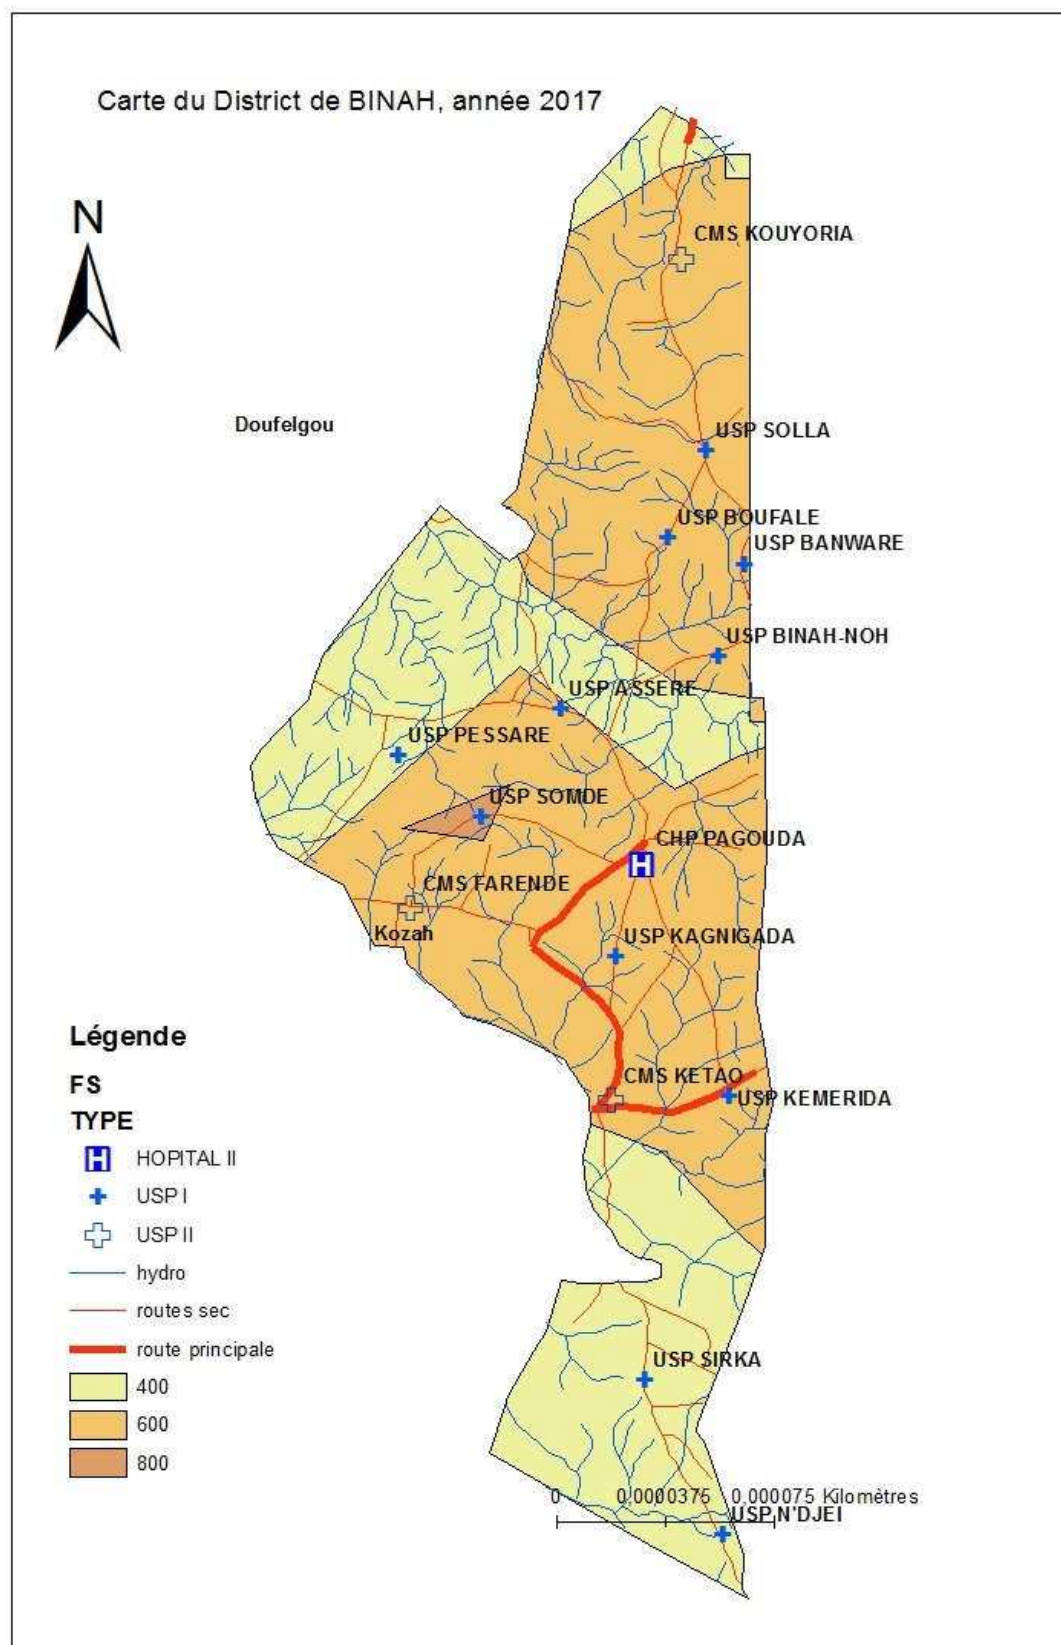 Carte du District de BINAH, année 2017
N
CMS KOUYORIA
Doufelgou
USP SOLLA
USP BOUFALE
USP BANWARE
USP BINAH-NOH
USP ASSERE
USP PESSARE
USP SOMDE
CHP PAGOUDA
H
CMS FARENDE
Kozah
USP KAGNIGADA
CMS KETAO
USP KEMERIDA
USP SIRKA
0 0,0000375 0,000075 Kilomètres
USP N'DJEI
Légende
FS
TYPE
H HOPITAL II
USP I
USP II
hydro
routes sec
route principale
400
600
800